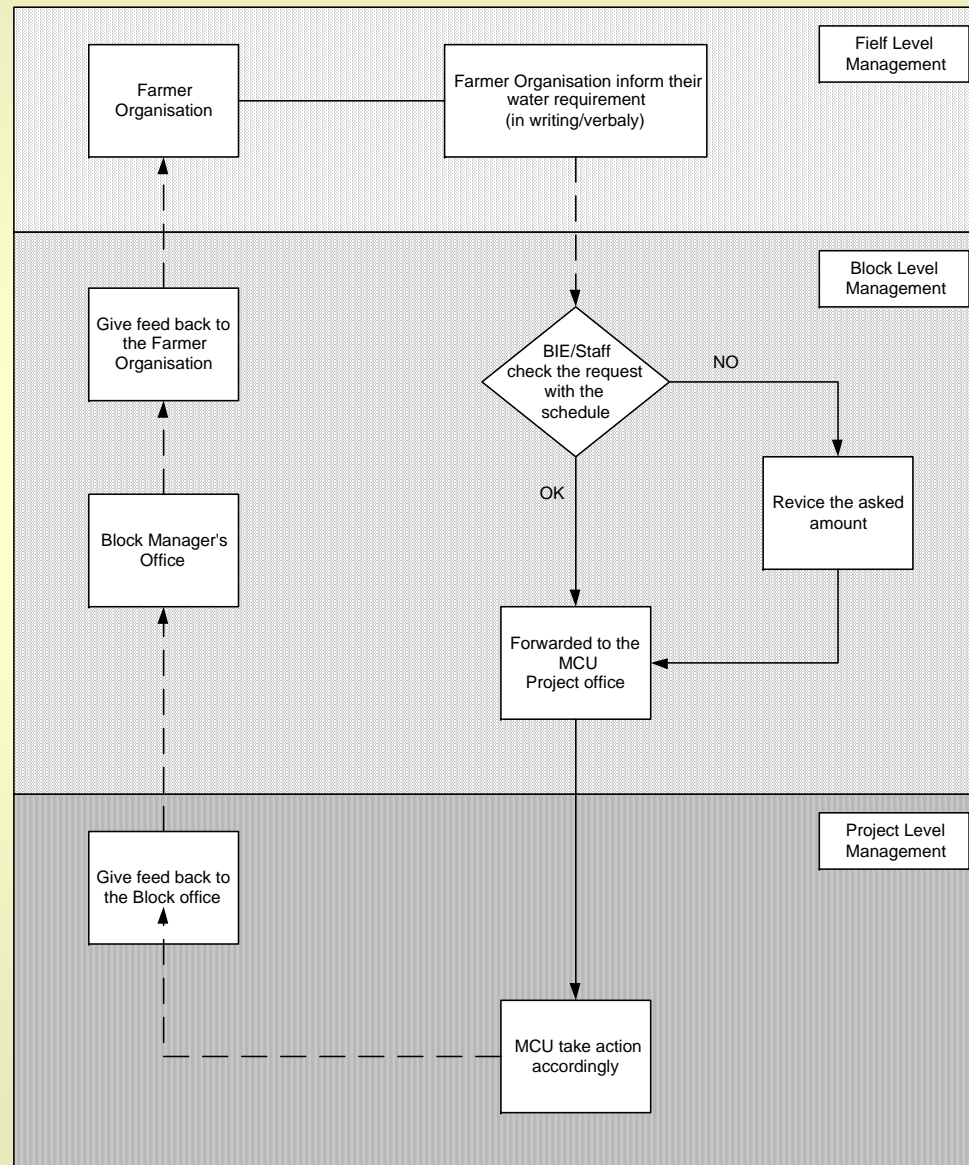 Fielf Level
Management
Farmer
Organisation
Farmer Organisation inform their
water requirement
(in writing/verbaly)
Block Level
Management
Give feed back to
the Farmer
Organisation
BIE/Staff
check the request
with the
schedule
NO
OK
Revice the asked
amount
Block Manager's
Office
Forwarded to the
MCU
Project office
Project Level
Management
Give feed back to
the Block office
MCU take action
accordingly